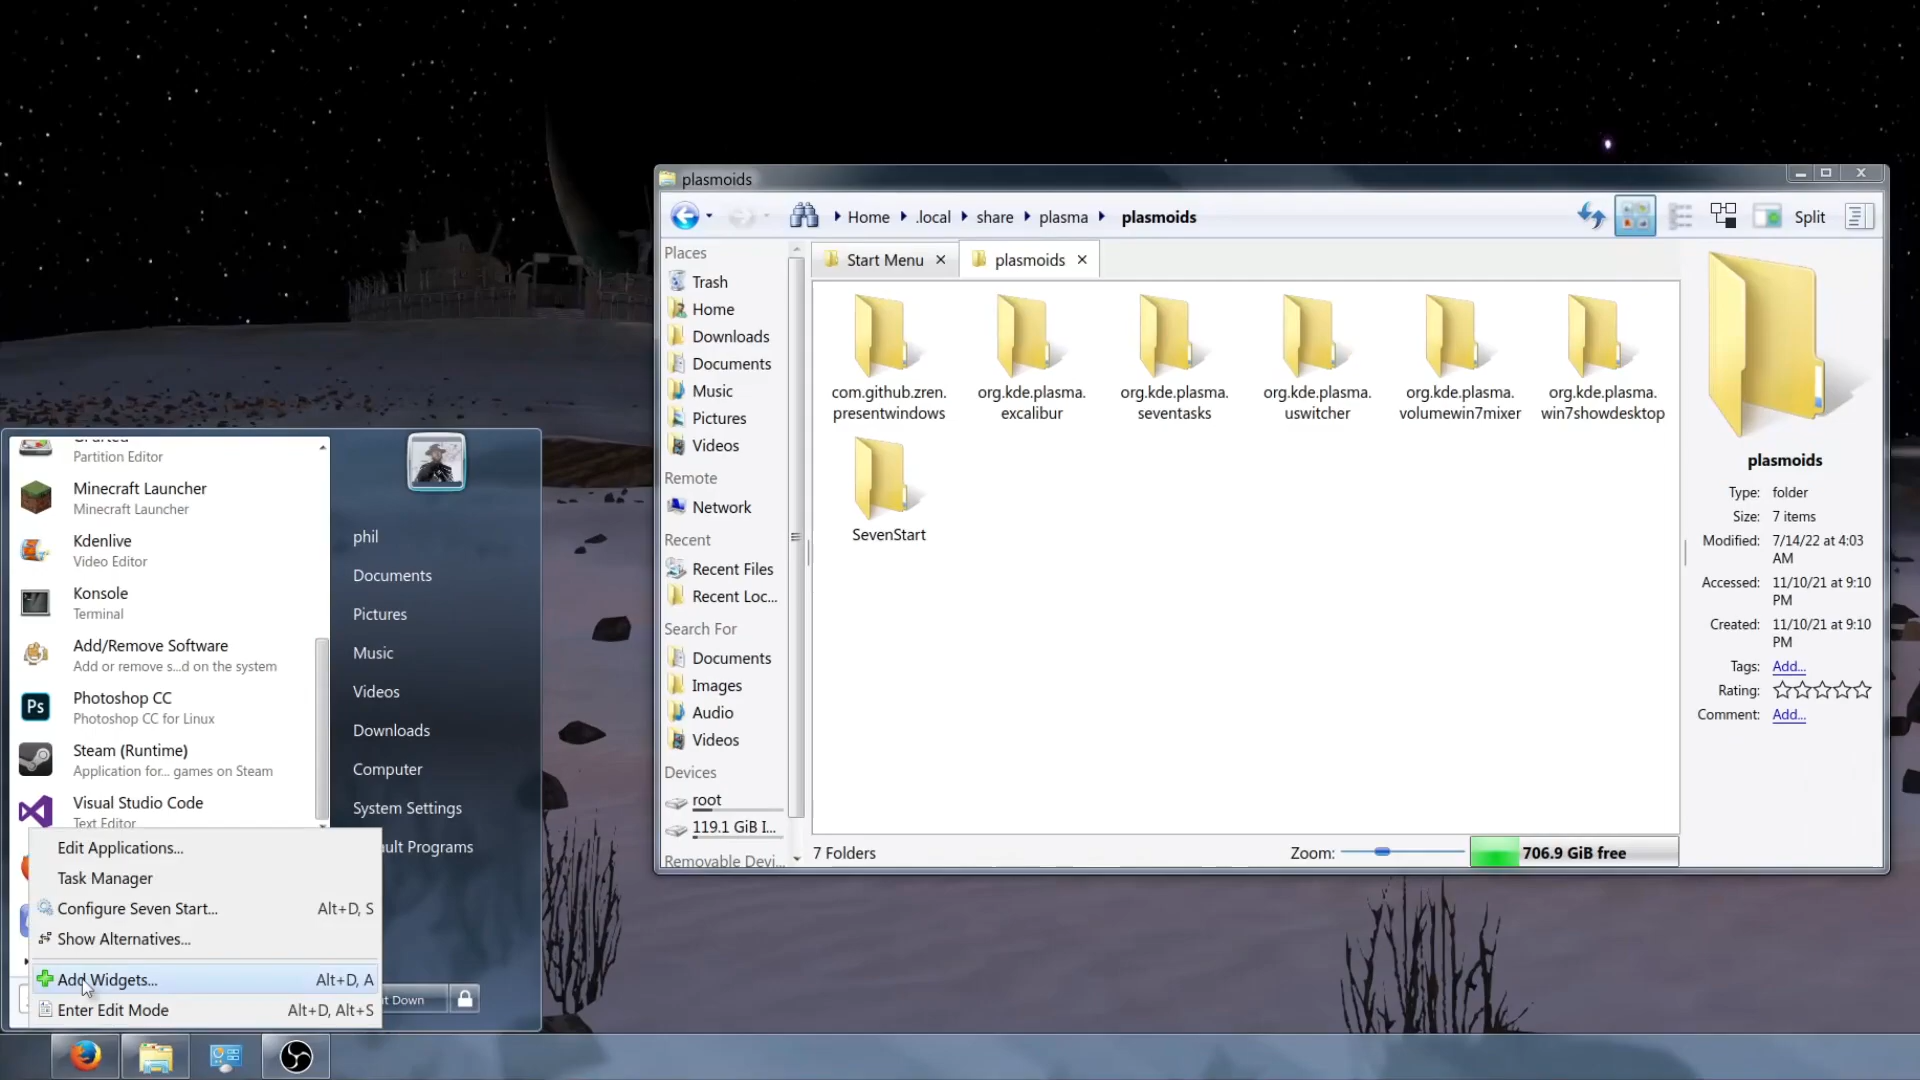 plasmoids
Home
.local
share
plasma
plasmoids
Split
Places
Trash
Home
Downloads
Documents
Music
Pictures
Videos
Remote
Network
Recent
Recent Files
Recent Loc...
Search For
Documents
Images
Audio
Videos
Devices
root
119.1 GiB I...
Removable Devi...
Start Menu
plasmoids
com.github.zren.
presentwindows
org.kde.plasma.
excalibur
org.kde.plasma.
seventasks
org.kde.plasma.
uswitcher
org.kde.plasma.
volumewin7mixer
org.kde.plasma.
win7showdesktop
SevenStart
7 Folders
Zoom:
706.9 GiB free
plasmoids
Type: folder
Size: 7 items
Modified: 7/14/22 at 4:03
AM
Accessed: 11/10/21 at 9:10
PM
Created: 11/10/21 at 9:10
PM
Tags: Add...
Rating:
Comment: Add...
Partition Editor
Minecraft Launcher
Minecraft Launcher
Kdenlive
Video Editor
Konsole
Terminal
Add/Remove Software
Add or remove s...d on the system
Ps
Photoshop CC
Photoshop CC for Linux
Steam (Runtime)
Application for... games on Steam
Visual Studio Code
Text Editor
phil
Documents
Pictures
Music
Videos
Downloads
Computer
System Settings
ault Programs
t Down
Edit Applications...
Task Manager
Configure Seven Start... Alt+D, S
Show Alternatives...
Add Widgets... Alt+D, A
Enter Edit Mode Alt+D, Alt+S